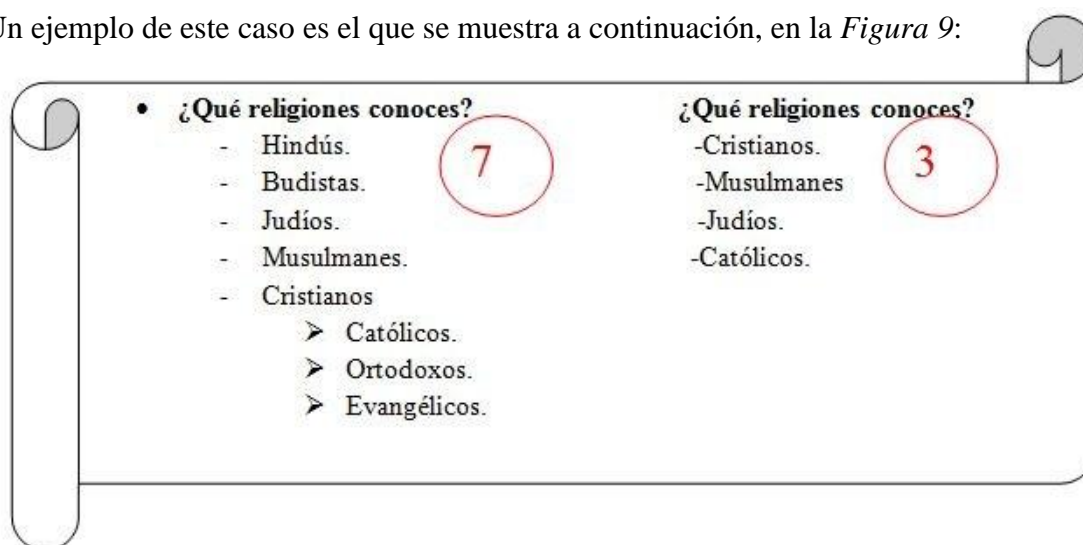 Un ejemplo de este caso es el que se muestra a continuación, en la Figura 9:
• ¿Qué religiones conoces?
- Hindús.
- Budistas.
- Judíos.
- Musulmanes.
- Cristianos
➢ Católicos.
➢ Ortodoxos.
➢ Evangélicos.
7
¿Qué religiones conoces?
-Cristianos.
-Musulmanes
-Judíos.
-Católicos.
3